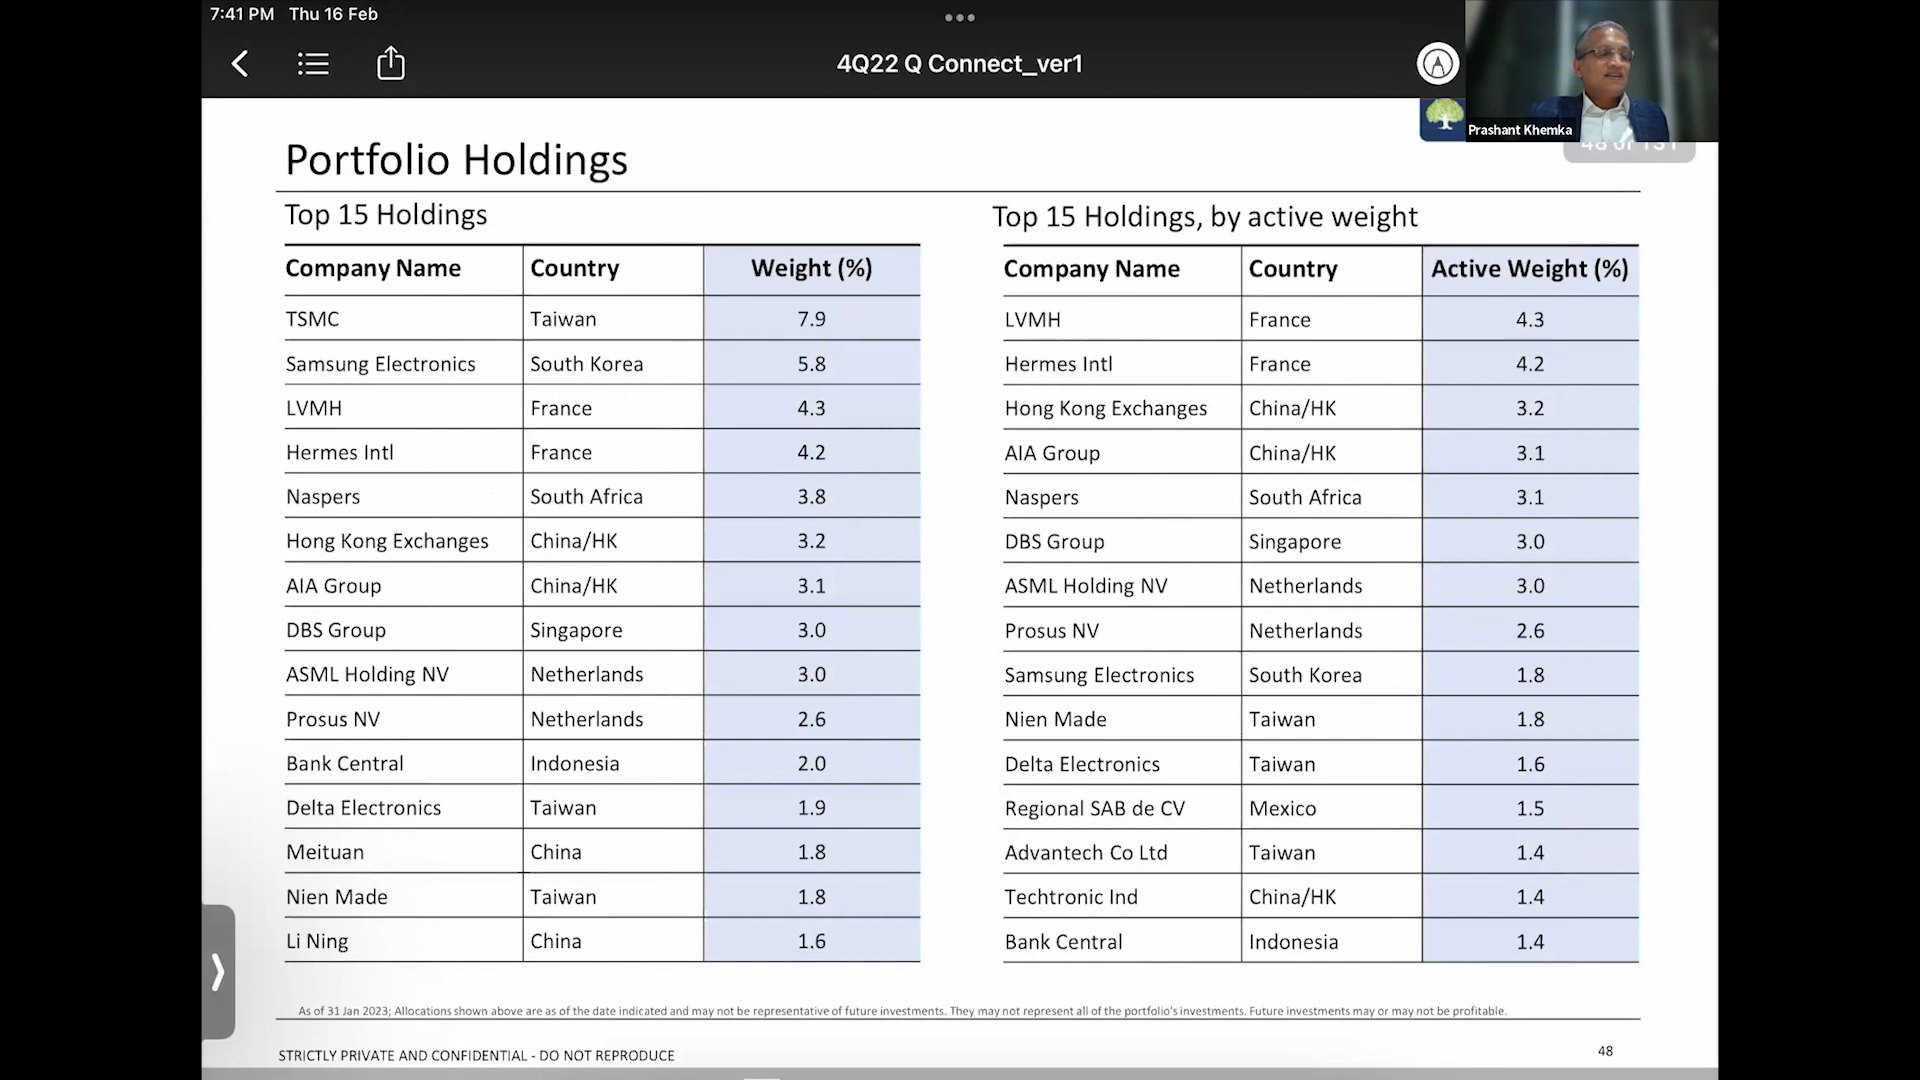 7:41 PM Thu 16 Feb
4Q22 Q Connect_ver1
Prashant Khemka
Portfolio Holdings
Top 15 Holdings
Company Name Country Weight (%)
TSMC Taiwan 7.9
Samsung Electronics South Korea 5.8
LVMH France 4.3
Hermes Intl France 4.2
Naspers South Africa 3.8
Hong Kong Exchanges China/HK 3.2
AIA Group China/HK 3.1
DBS Group Singapore 3.0
ASML Holding NV Netherlands 3.0
Prosus NV Netherlands 2.6
Bank Central Indonesia 2.0
Delta Electronics Taiwan 1.9
Meituan China 1.8
Nien Made Taiwan 1.8
Li Ning China 1.6
Top 15 Holdings, by active weight
Company Name Country Active Weight (%)
LVMH France 4.3
Hermes Intl France 4.2
Hong Kong Exchanges China/HK 3.2
AIA Group China/HK 3.1
Naspers South Africa 3.1
DBS Group Singapore 3.0
ASML Holding NV Netherlands 3.0
Prosus NV Netherlands 2.6
Samsung Electronics South Korea 1.8
Nien Made Taiwan 1.8
Delta Electronics Taiwan 1.6
Regional SAB de CV Mexico 1.5
Advantech Co Ltd Taiwan 1.4
Techtronic Ind China/HK 1.4
Bank Central Indonesia 1.4
As of 31 Jan 2023; Allocations shown above are as of the date indicated and may not be representative of future investments. They may not represent all of the portfolio's investments. Future investments may or may not be profitable.
STRICTLY PRIVATE AND CONFIDENTIAL - DO NOT REPRODUCE
48